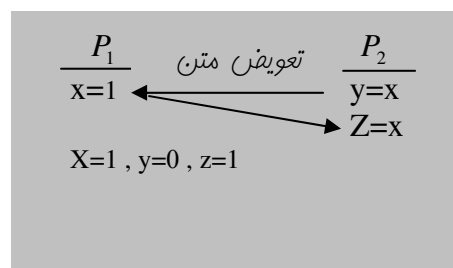 P1 تعویض متن P2
x=1 y=x
Z=x
X=1 , y=0 , z=1